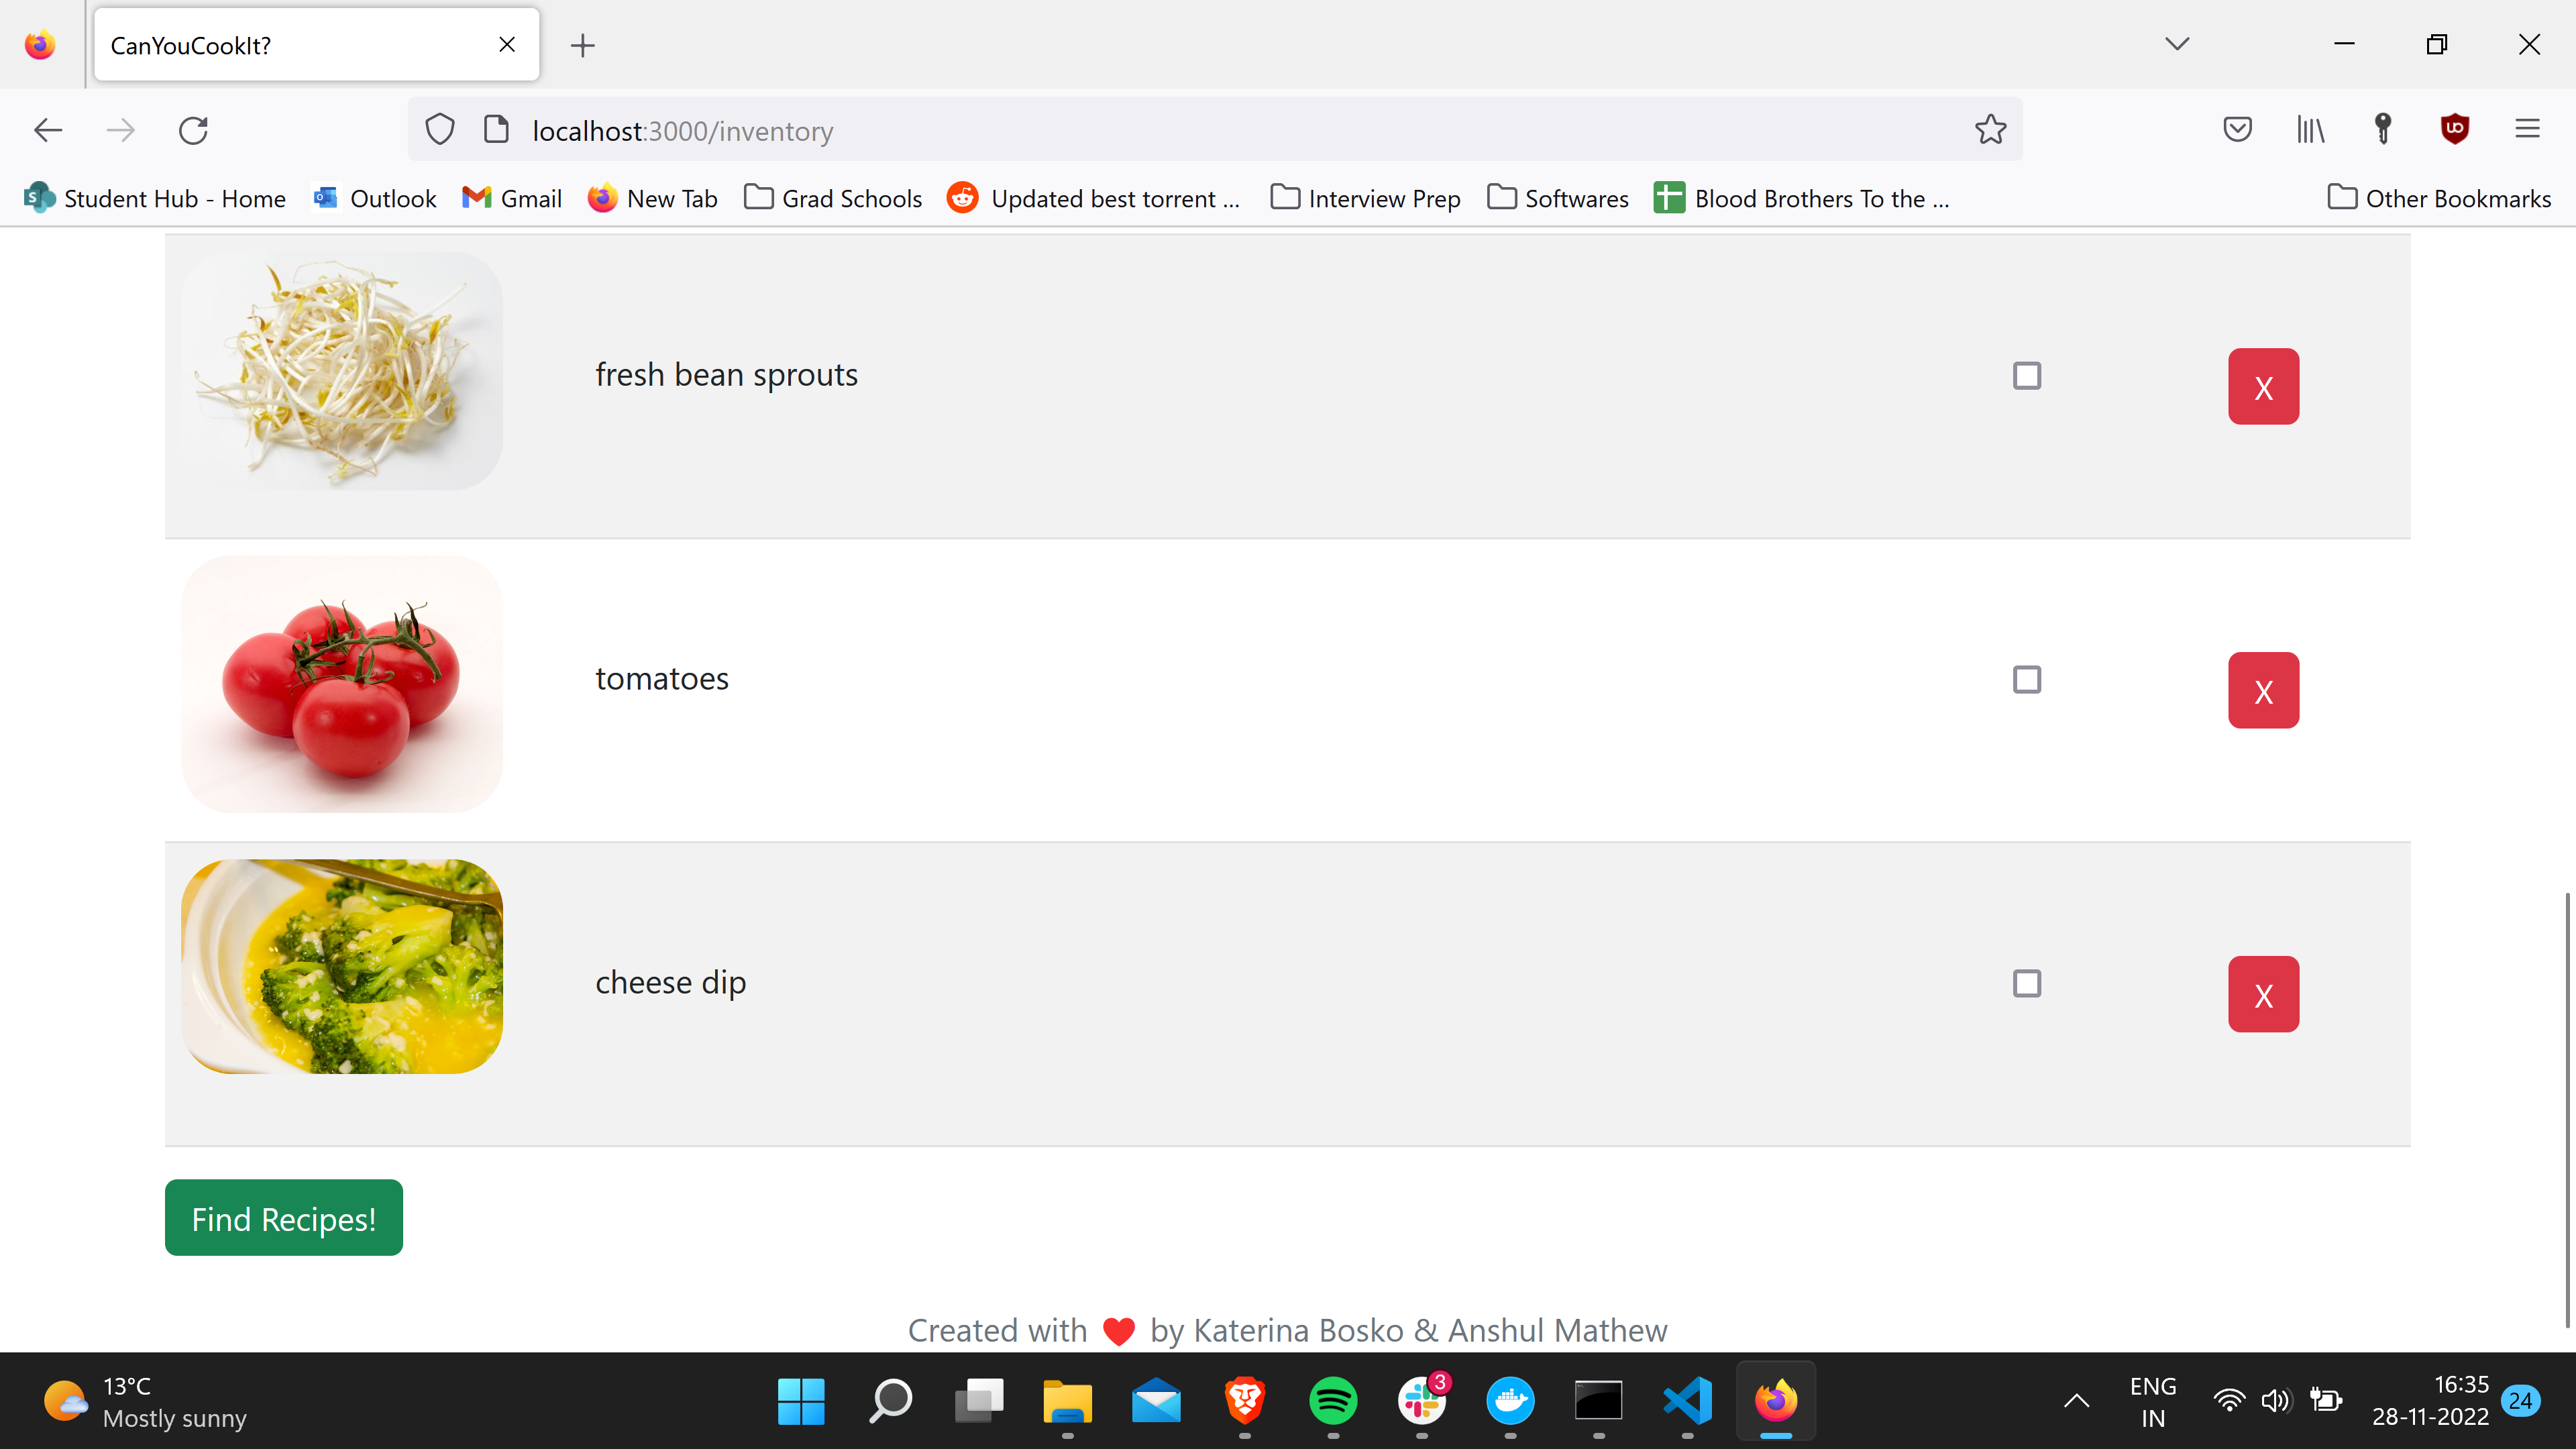 CanYouCookIt?
localhost:3000/inventory
Student Hub - Home Outlook Gmail New Tab Grad Schools Updated best torrent ... Interview Prep Softwares Blood Brothers To the ... Other Bookmarks
fresh bean sprouts
X
tomatoes
X
cheese dip
X
Find Recipes!
Created with ❤ by Katerina Bosko & Anshul Mathew
13°C
Mostly sunny
3
ENG
IN
16:35
28-11-2022
24